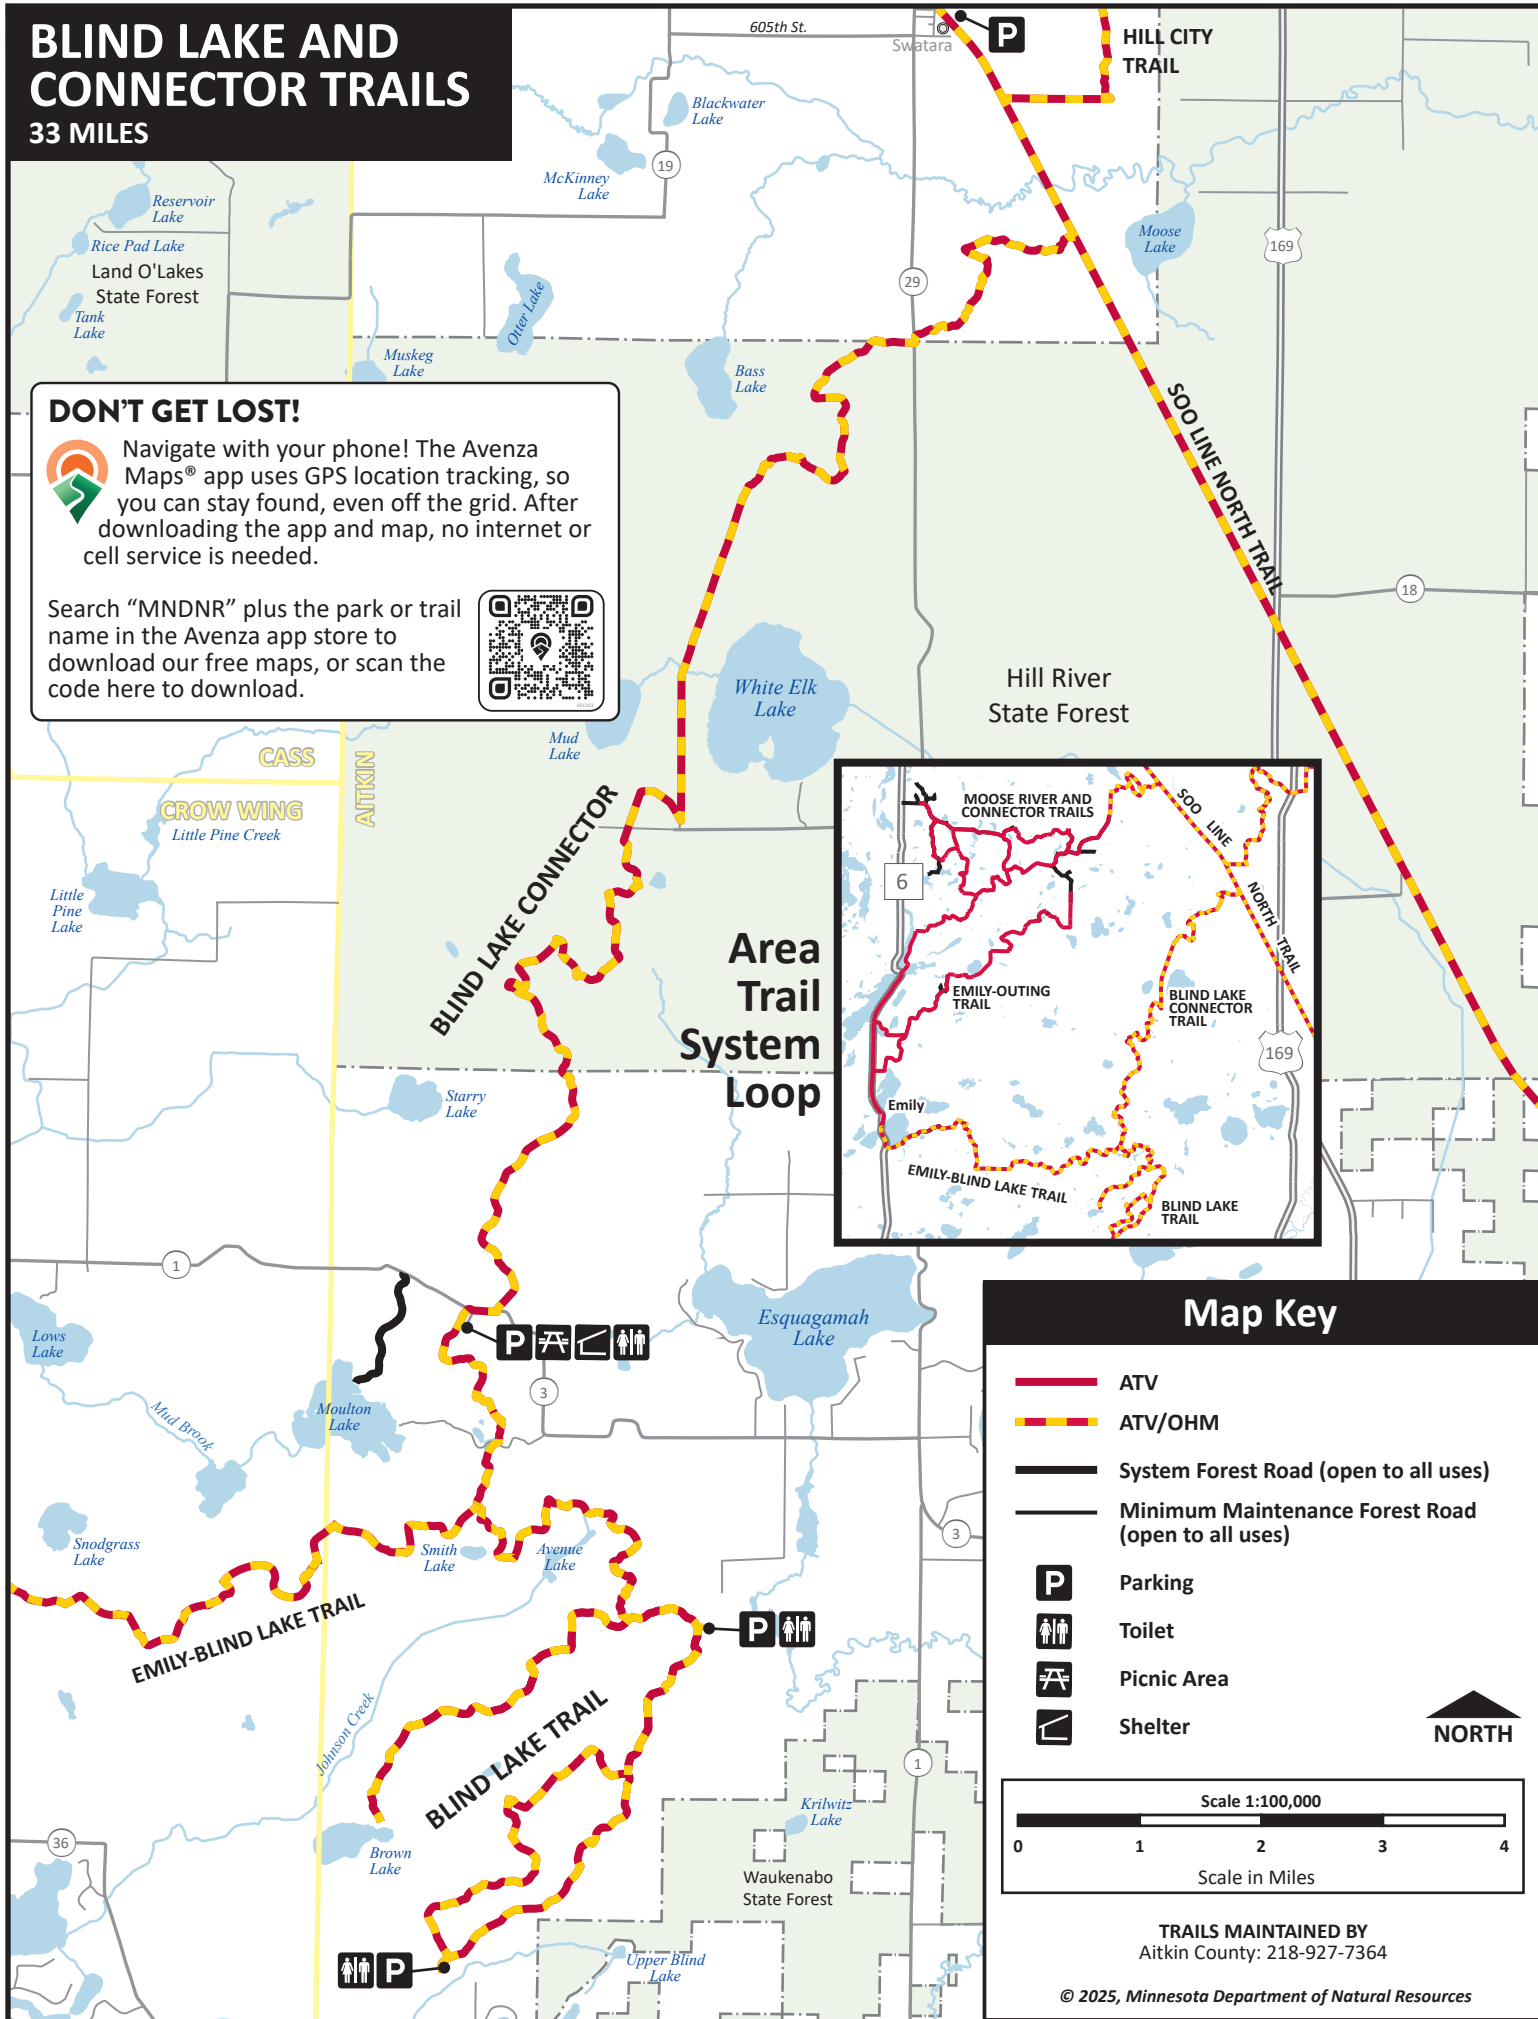 BLIND LAKE AND
CONNECTOR TRAILS
33 MILES
605th St.
Swatara
P
HILL CITY
TRAIL
Blackwater
Lake
McKinney
Lake
19
Reservoir
Lake
Rice Pad Lake
Land O'Lakes
State Forest
Tank
Lake
Moose
Lake
169
29
Otter Lake
Muskeg
Lake
Bass
Lake
DON'T GET LOST!
Navigate with your phone! The Avenza
Maps® app uses GPS location tracking, so
you can stay found, even off the grid. After
downloading the app and map, no internet or
cell service is needed.
Search “MNDNR” plus the park or trail
name in the Avenza app store to
download our free maps, or scan the
code here to download.
SOO LINE NORTH TRAIL
18
White Elk
Lake
Hill River
State Forest
Mud
Lake
CASS
CROW WING
AITKIN
Little Pine Creek
Little
Pine
Lake
BLIND LAKE CONNECTOR
Area
Trail
System
Loop
MOOSE RIVER AND
CONNECTOR TRAILS
SOO LINE
NORTH TRAIL
6
EMILY-OUTING
TRAIL
BLIND LAKE
CONNECTOR
TRAIL
169
Emily
EMILY-BLIND LAKE TRAIL
BLIND LAKE
TRAIL
Starry
Lake
1
Lows
Lake
Esquagamah
Lake
P
3
Moulton
Lake
Mud Brook
Snodgrass
Lake
Smith
Lake
Avenue
Lake
3
EMILY-BLIND LAKE TRAIL
P
BLIND LAKE TRAIL
Johnson Creek
1
Krilwitz
Lake
36
Brown
Lake
Waukenabo
State Forest
P
Upper Blind
Lake
Map Key
ATV
ATV/OHM
System Forest Road (open to all uses)
Minimum Maintenance Forest Road
(open to all uses)
P
Parking
Toilet
Picnic Area
Shelter
NORTH
Scale 1:100,000
0 1 2 3 4
Scale in Miles
TRAILS MAINTAINED BY
Aitkin County: 218-927-7364
© 2025, Minnesota Department of Natural Resources